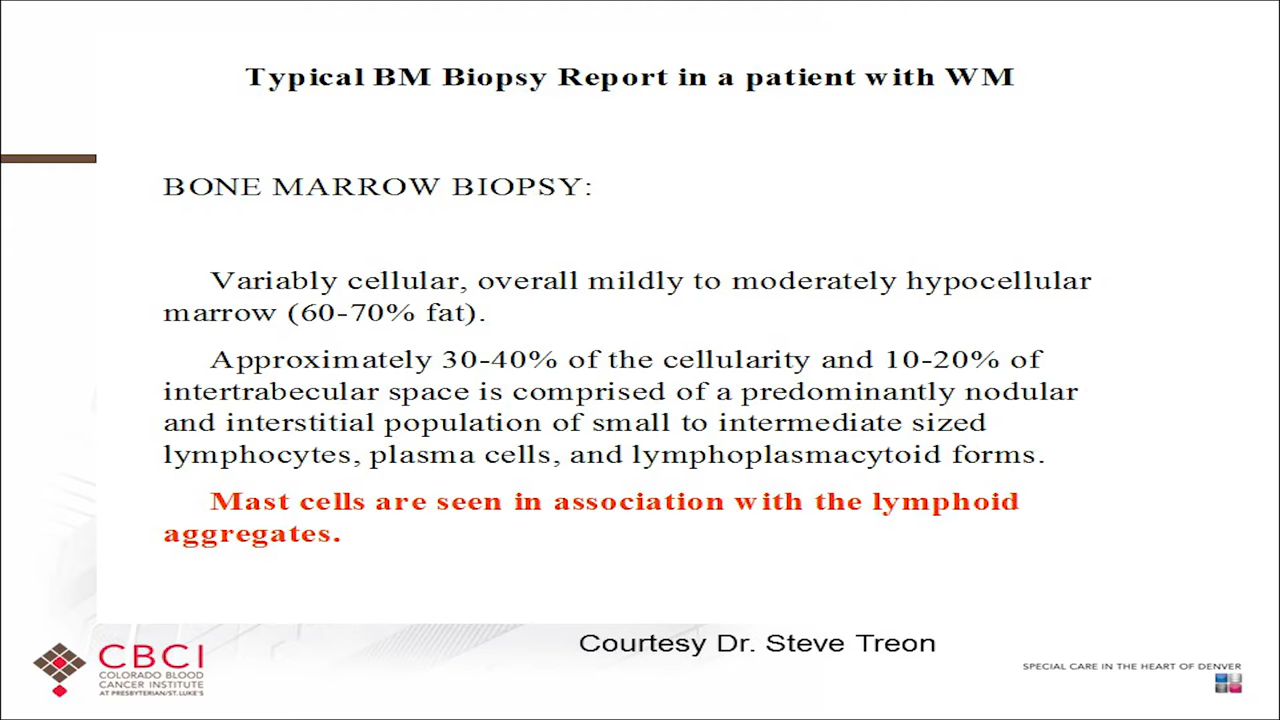 Typical BM Biopsy Report in a patient with WM
BONE MARROW BIOPSY:
Variably cellular, overall mildly to moderately hypocellular
marrow (60-70% fat).
Approximately 30-40% of the cellularity and 10-20% of
intertrabecular space is comprised of a predominantly nodular
and interstitial population of small to intermediate sized
lymphocytes, plasma cells, and lymphoplasmacytoid forms.
Mast cells are seen in association with the lymphoid
aggregates.
Courtesy Dr. Steve Treon
CBCI
COLORADO BLOOD
CANCER INSTITUTE
AT PRESBYTERIAN/ST. LUKE'S
SPECIAL CARE IN THE HEART OF DENVER